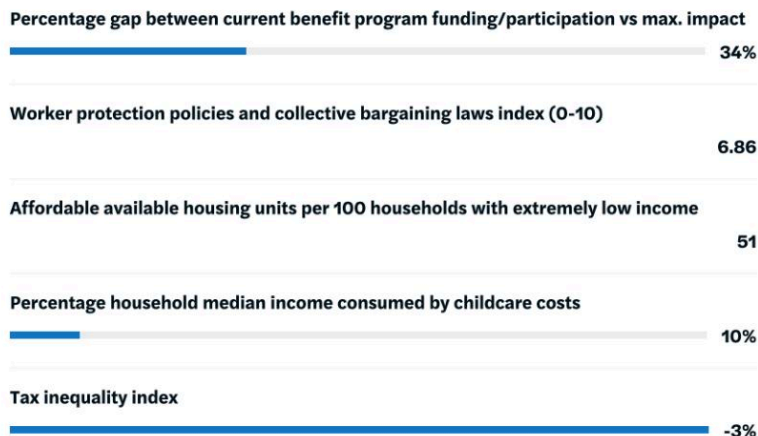 Percentage gap between current benefit program funding/participation vs max. impact
34%
Worker protection policies and collective bargaining laws index (0-10)
6.86
Affordable available housing units per 100 households with extremely low income
51
Percentage household median income consumed by childcare costs
10%
Tax inequality index
-3%